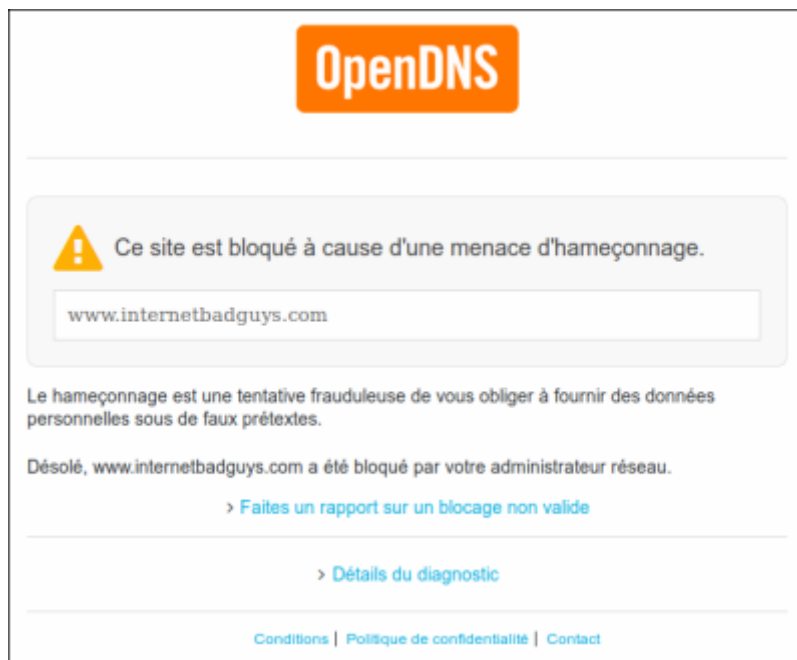 OpenDNS
Ce site est bloqué à cause d'une menace d'hameçonnage.
www.internetbadguys.com
Le hameçonnage est une tentative frauduleuse de vous obliger à fournir des données
personnelles sous de faux prétextes.
Désolé, www.internetbadguys.com a été bloqué par votre administrateur réseau.
> Faites un rapport sur un blocage non valide
> Détails du diagnostic
Conditions | Politique de confidentialité | Contact